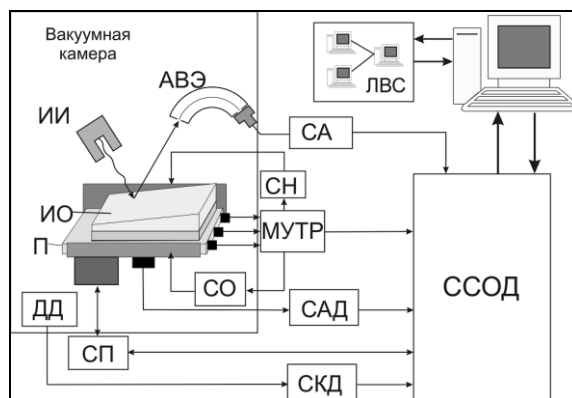 Вакуумная
камера
АВЭ
ИИ
ЛВС
СА
СН
ИО
МУТР
П
СО
ССОД
ДД
САД
СП
СКД